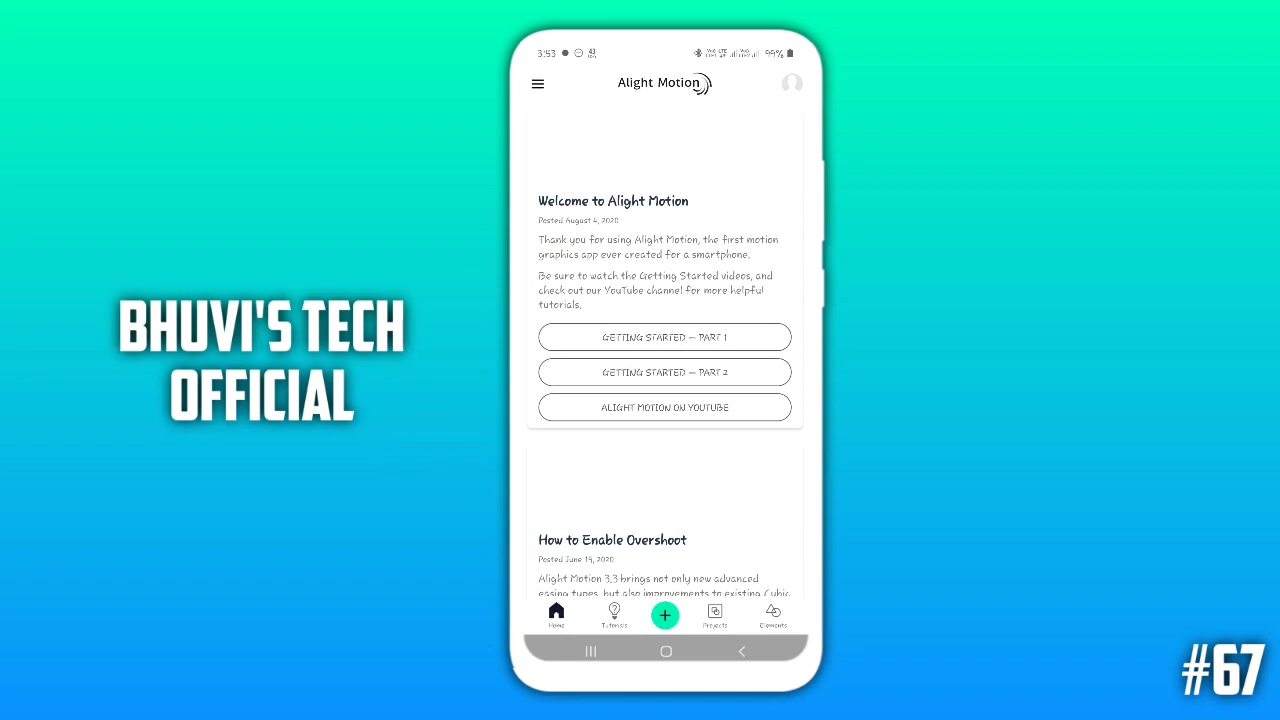 BHUVI'S TECH
OFFICIAL
3:53
99%
Alight Motion
Welcome to Alight Motion
Posted August 4, 2020
Thank you for using Alight Motion, the first motion
graphics app ever created for a smartphone.
Be sure to watch the Getting Started videos, and
check out our YouTube channel for more helpful
tutorials.
GETTING STARTED — PART 1
GETTING STARTED — PART 2
ALIGHT MOTION ON YOUTUBE
How to Enable Overshoot
Posted June 19, 2020
Alight Motion 3.3 brings not only new advanced
easing types, but also improvements to existing Cubic
Home
Tutorials
Projects
Elements
#67